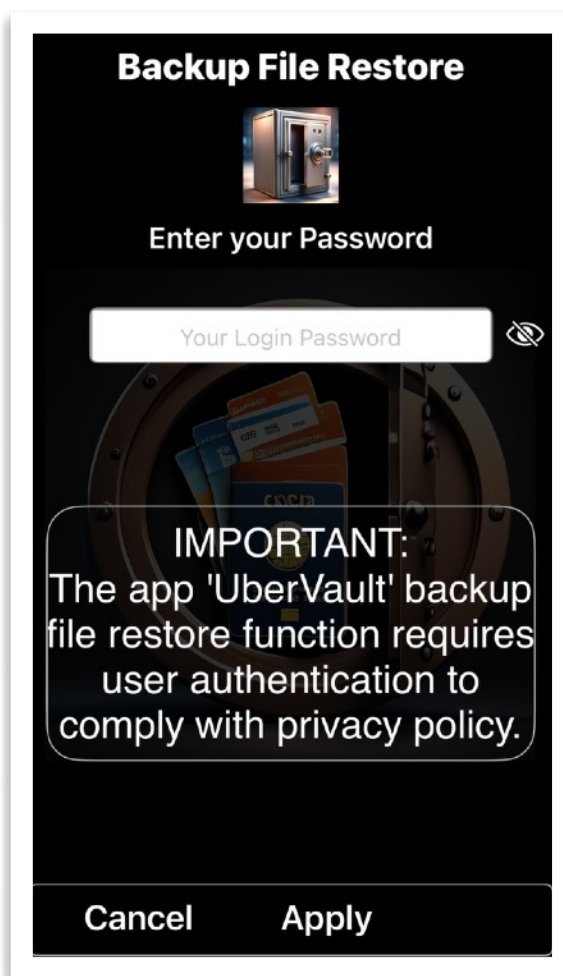 Backup File Restore
Enter your Password
Your Login Password
IMPORTANT:
The app 'UberVault' backup
file restore function requires
user authentication to
comply with privacy policy.
Cancel Apply